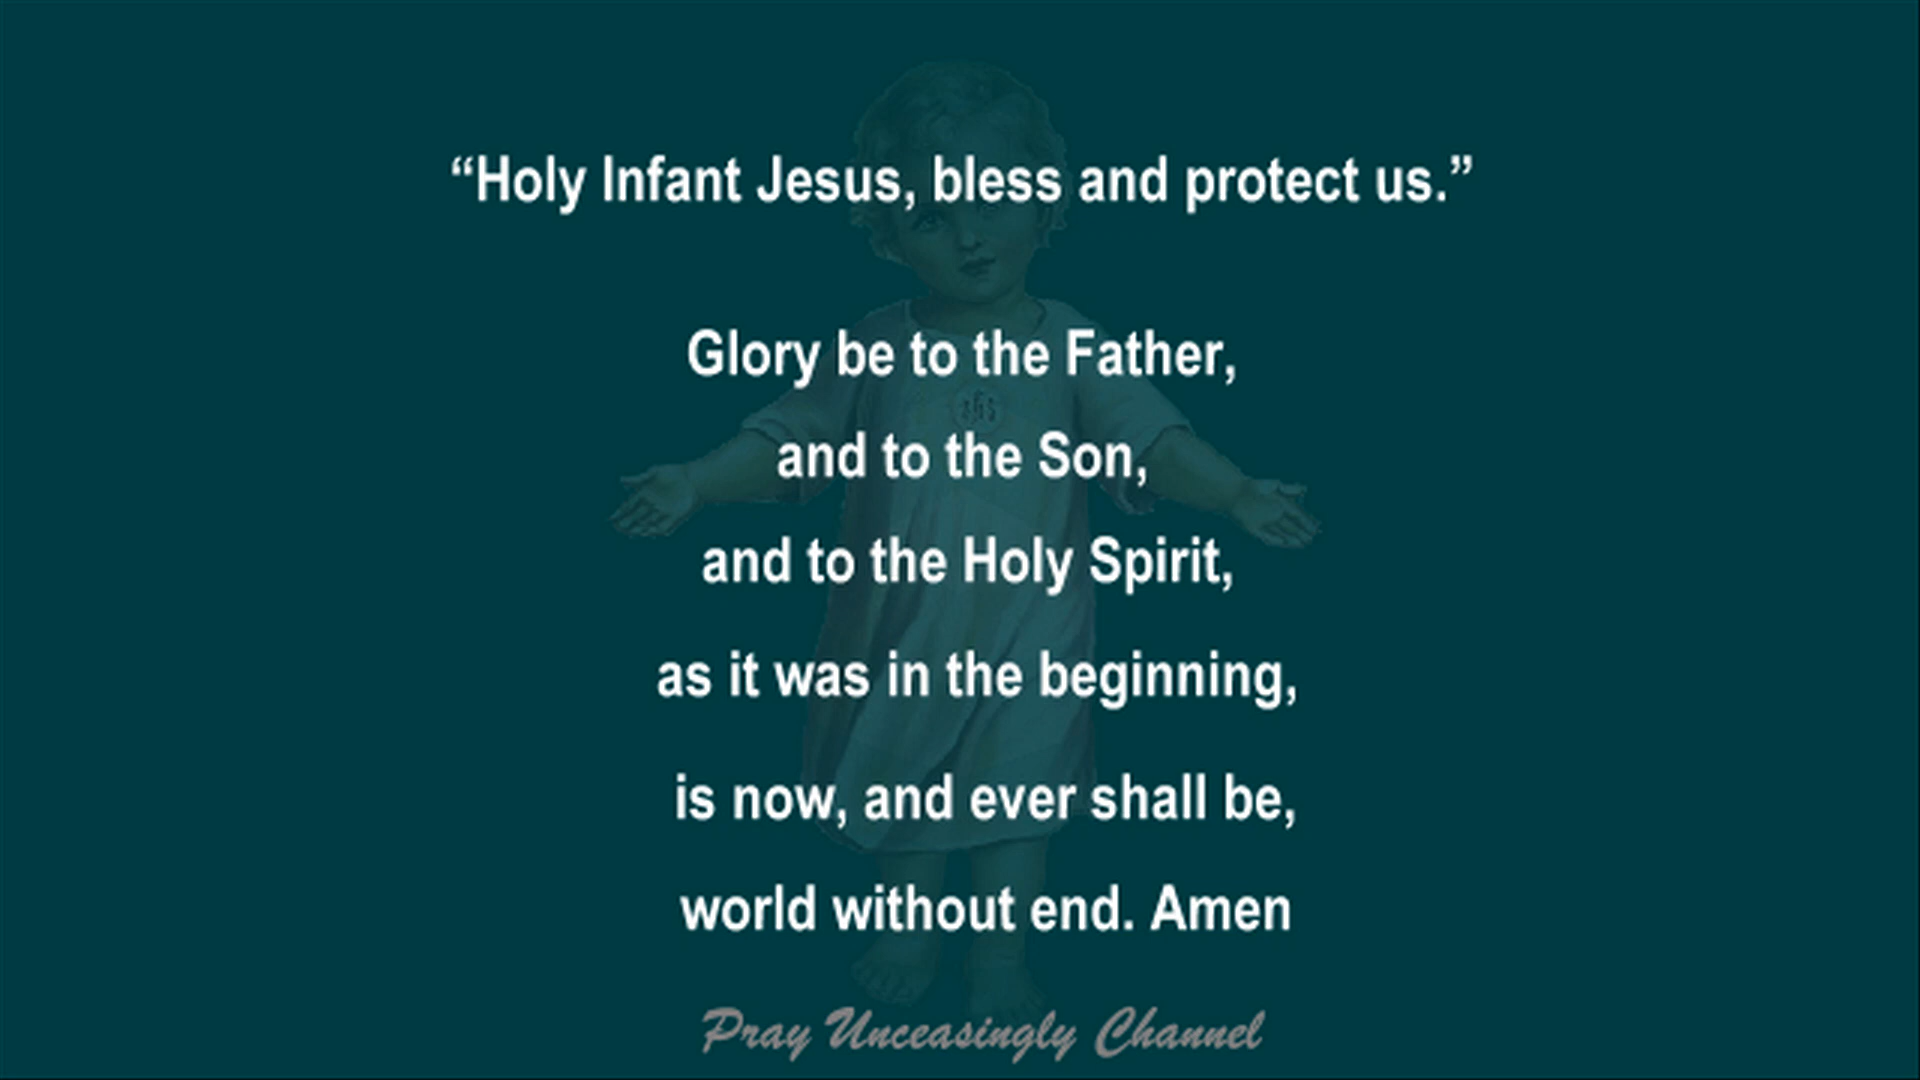 “Holy Infant Jesus, bless and protect us.”
Glory be to the Father,
and to the Son,
and to the Holy Spirit,
as it was in the beginning,
is now, and ever shall be,
world without end. Amen
Pray Unceasingly Channel